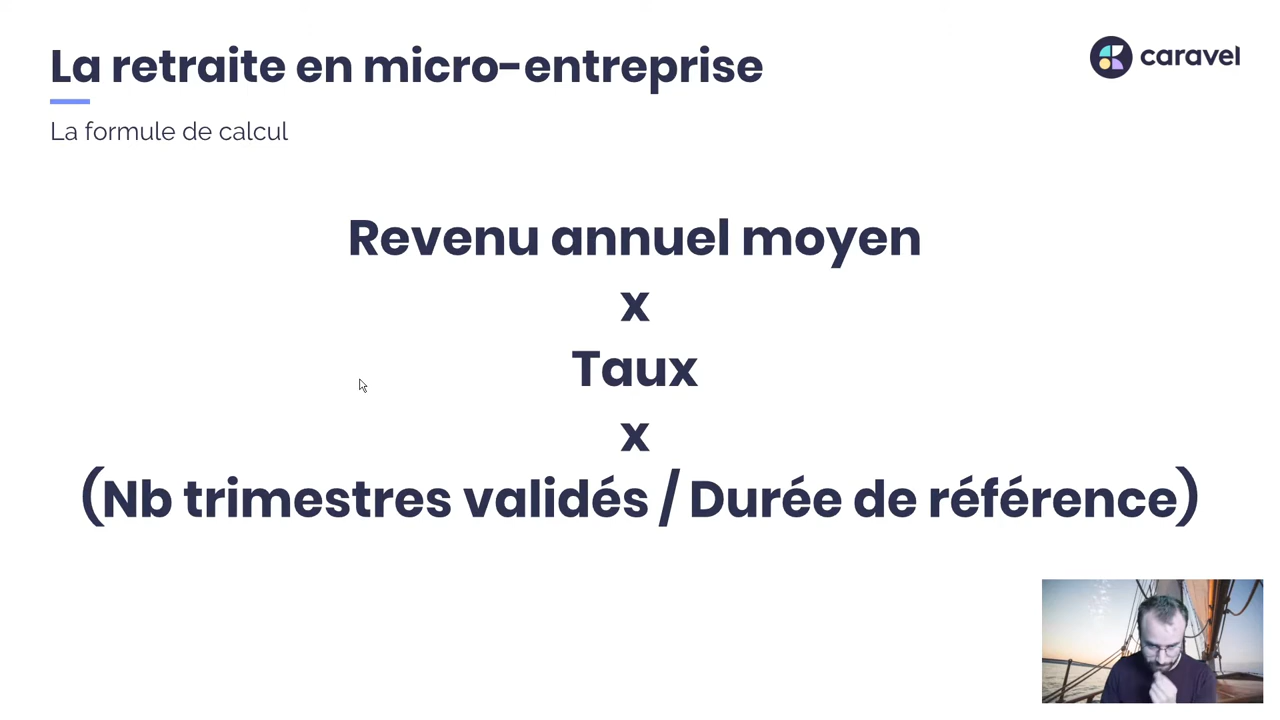 La retraite en micro-entreprise
caravel
La formule de calcul
Revenu annuel moyen
x
Taux
x
(Nb trimestres validés / Durée de référence)